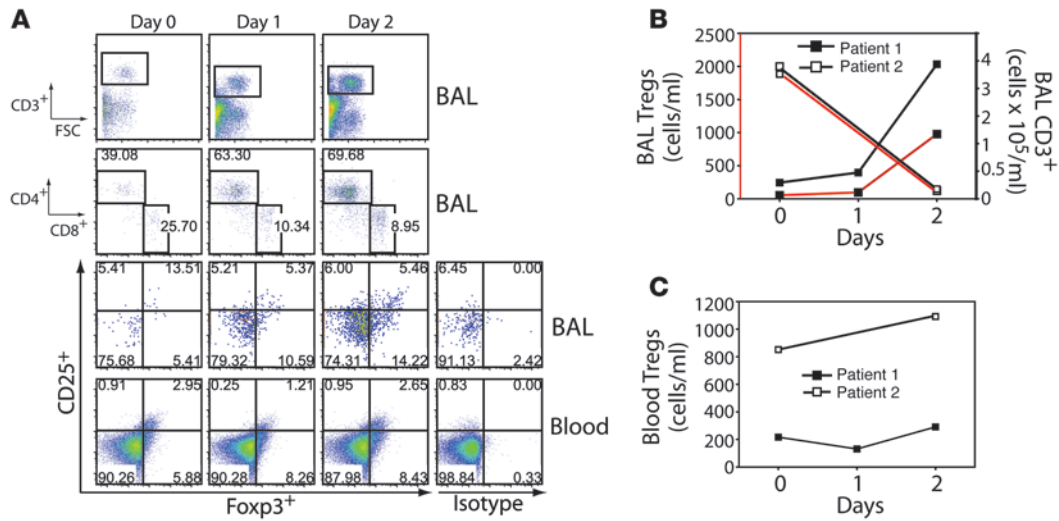 A
Day 0 Day 1 Day 2
CD3+
FSC
BAL
39.08 63.30 69.68
CD4+
CD8+
25.70 10.34 8.95
BAL
5.41 13.51 5.21 5.37 6.00 5.46 6.45 0.00
BAL
75.68 5.41 79.32 10.59 74.31 14.22 91.13 2.42
0.91 2.95 0.25 1.21 0.95 2.65 0.83 0.00
Blood
90.26 5.88 90.28 8.26 87.98 8.43 98.84 0.33
CD25+
Foxp3+
Isotype
B
BAL Tregs
(cells/ml)
2500
2000
1500
1000
500
0
Patient 1
Patient 2
4
3
2
1
0.5
0
BAL CD3+
(cells x 10⁵/ml)
0 1 2
Days
C
Blood Tregs
(cells/ml)
1200
1000
800
600
400
200
0
Patient 1
Patient 2
0 1 2
Days